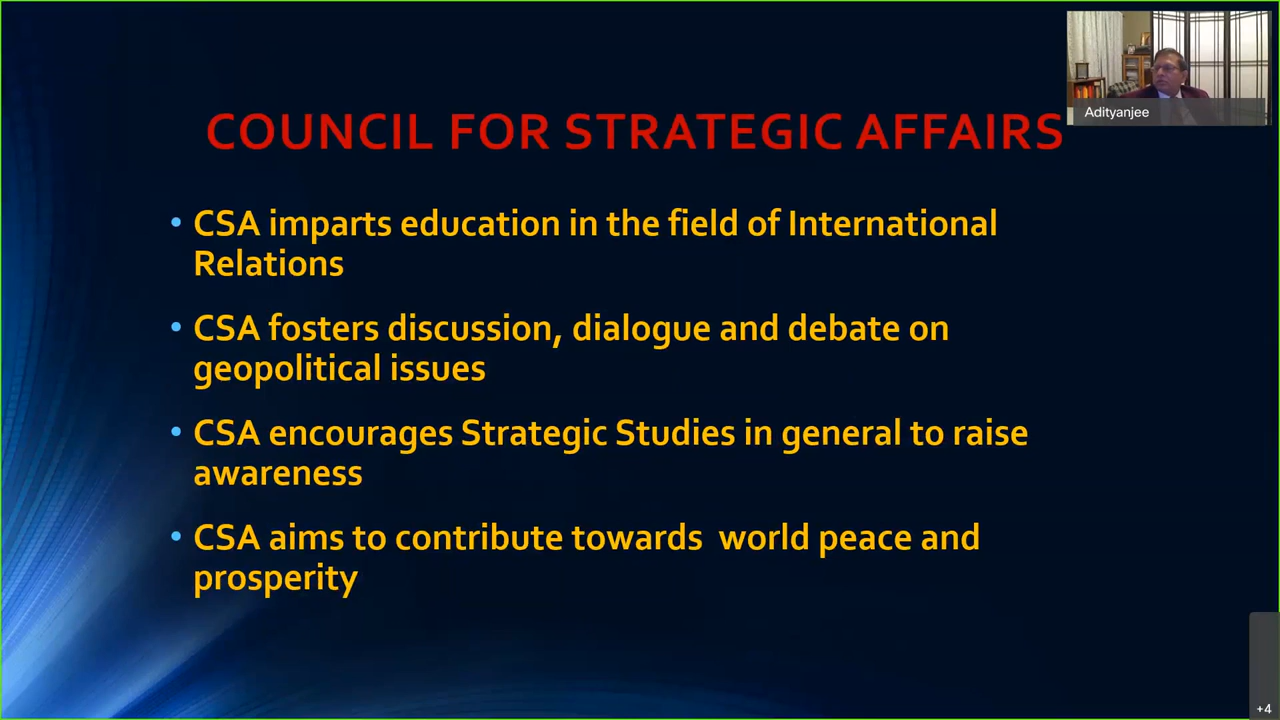 Adityanjee
COUNCIL FOR STRATEGIC AFFAIRS
• CSA imparts education in the field of International
Relations
• CSA fosters discussion, dialogue and debate on
geopolitical issues
• CSA encourages Strategic Studies in general to raise
awareness
• CSA aims to contribute towards  world peace and
prosperity
+4